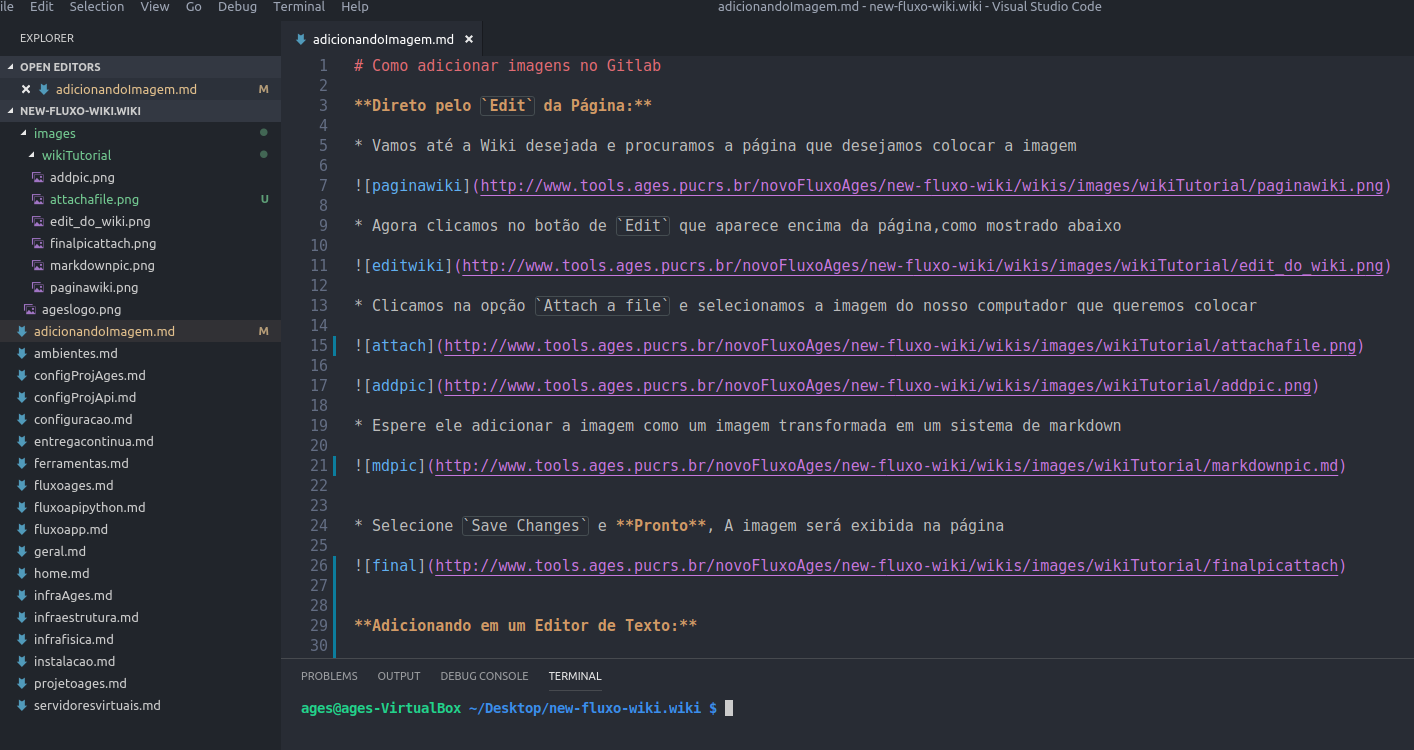 ile Edit Selection View Go Debug Terminal Help adicionandoImagem.md - new-fluxo-wiki.wiki - Visual Studio Code
EXPLORER
OPEN EDITORS
adicionandoImagem.md M
NEW-FLUXO-WIKI.WIKI
images
wikiTutorial
addpic.png
attachafile.png U
edit_do_wiki.png
finalpicattach.png
markdownpic.png
paginawiki.png
ageslogo.png
adicionandoImagem.md M
ambientes.md
configProjAges.md
configProjApi.md
configuracao.md
entregacontinua.md
ferramentas.md
fluxoages.md
fluxoapipython.md
fluxoapp.md
geral.md
home.md
infraAges.md
infraestrutura.md
infrafisica.md
instalacao.md
projetoages.md
servidoresvirtuais.md
adicionandoImagem.md ×
1 # Como adicionar imagens no Gitlab
2
3 **Direto pelo `Edit` da Página:**
4
5 * Vamos até a Wiki desejada e procuramos a página que desejamos colocar a imagem
6
7 ![paginawiki](http://www.tools.ages.pucrs.br/novoFluxoAges/new-fluxo-wiki/wikis/images/wikiTutorial/paginawiki.png)
8
9 * Agora clicamos no botão de `Edit` que aparece encima da página,como mostrado abaixo
10
11 ![editwiki](http://www.tools.ages.pucrs.br/novoFluxoAges/new-fluxo-wiki/wikis/images/wikiTutorial/edit_do_wiki.png)
12
13 * Clicamos na opção `Attach a file` e selecionamos a imagem do nosso computador que queremos colocar
14
15 ![attach](http://www.tools.ages.pucrs.br/novoFluxoAges/new-fluxo-wiki/wikis/images/wikiTutorial/attachafile.png)
16
17 ![addpic](http://www.tools.ages.pucrs.br/novoFluxoAges/new-fluxo-wiki/wikis/images/wikiTutorial/addpic.png)
18
19 * Espere ele adicionar a imagem como um imagem transformada em um sistema de markdown
20
21 ![mdpic](http://www.tools.ages.pucrs.br/novoFluxoAges/new-fluxo-wiki/wikis/images/wikiTutorial/markdownpic.md)
22
23
24 * Selecione `Save Changes` e **Pronto**, A imagem será exibida na página
25
26 ![final](http://www.tools.ages.pucrs.br/novoFluxoAges/new-fluxo-wiki/wikis/images/wikiTutorial/finalpicattach)
27
28
29 **Adicionando em um Editor de Texto:**
30
PROBLEMS OUTPUT DEBUG CONSOLE TERMINAL
ages@ages-VirtualBox ~/Desktop/new-fluxo-wiki.wiki $